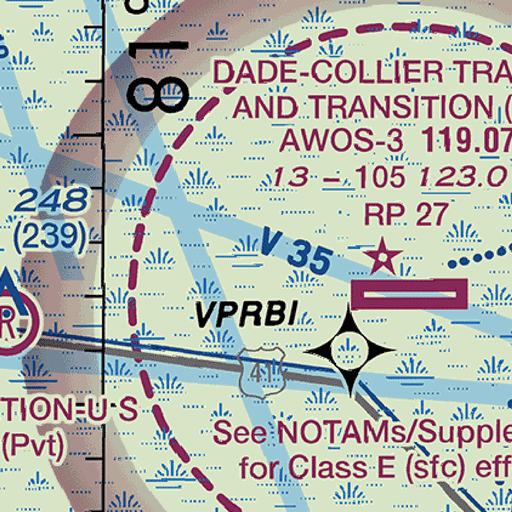 81
DADE-COLLIER TRA
AND TRANSITION (
AWOS-3 119.07
13 - 105 123.0
RP 27
248
(239)
V 35
VPRBI
R
41
TION-U S
(Pvt)
See NOTAMs/Supple
for Class E (sfc) eff